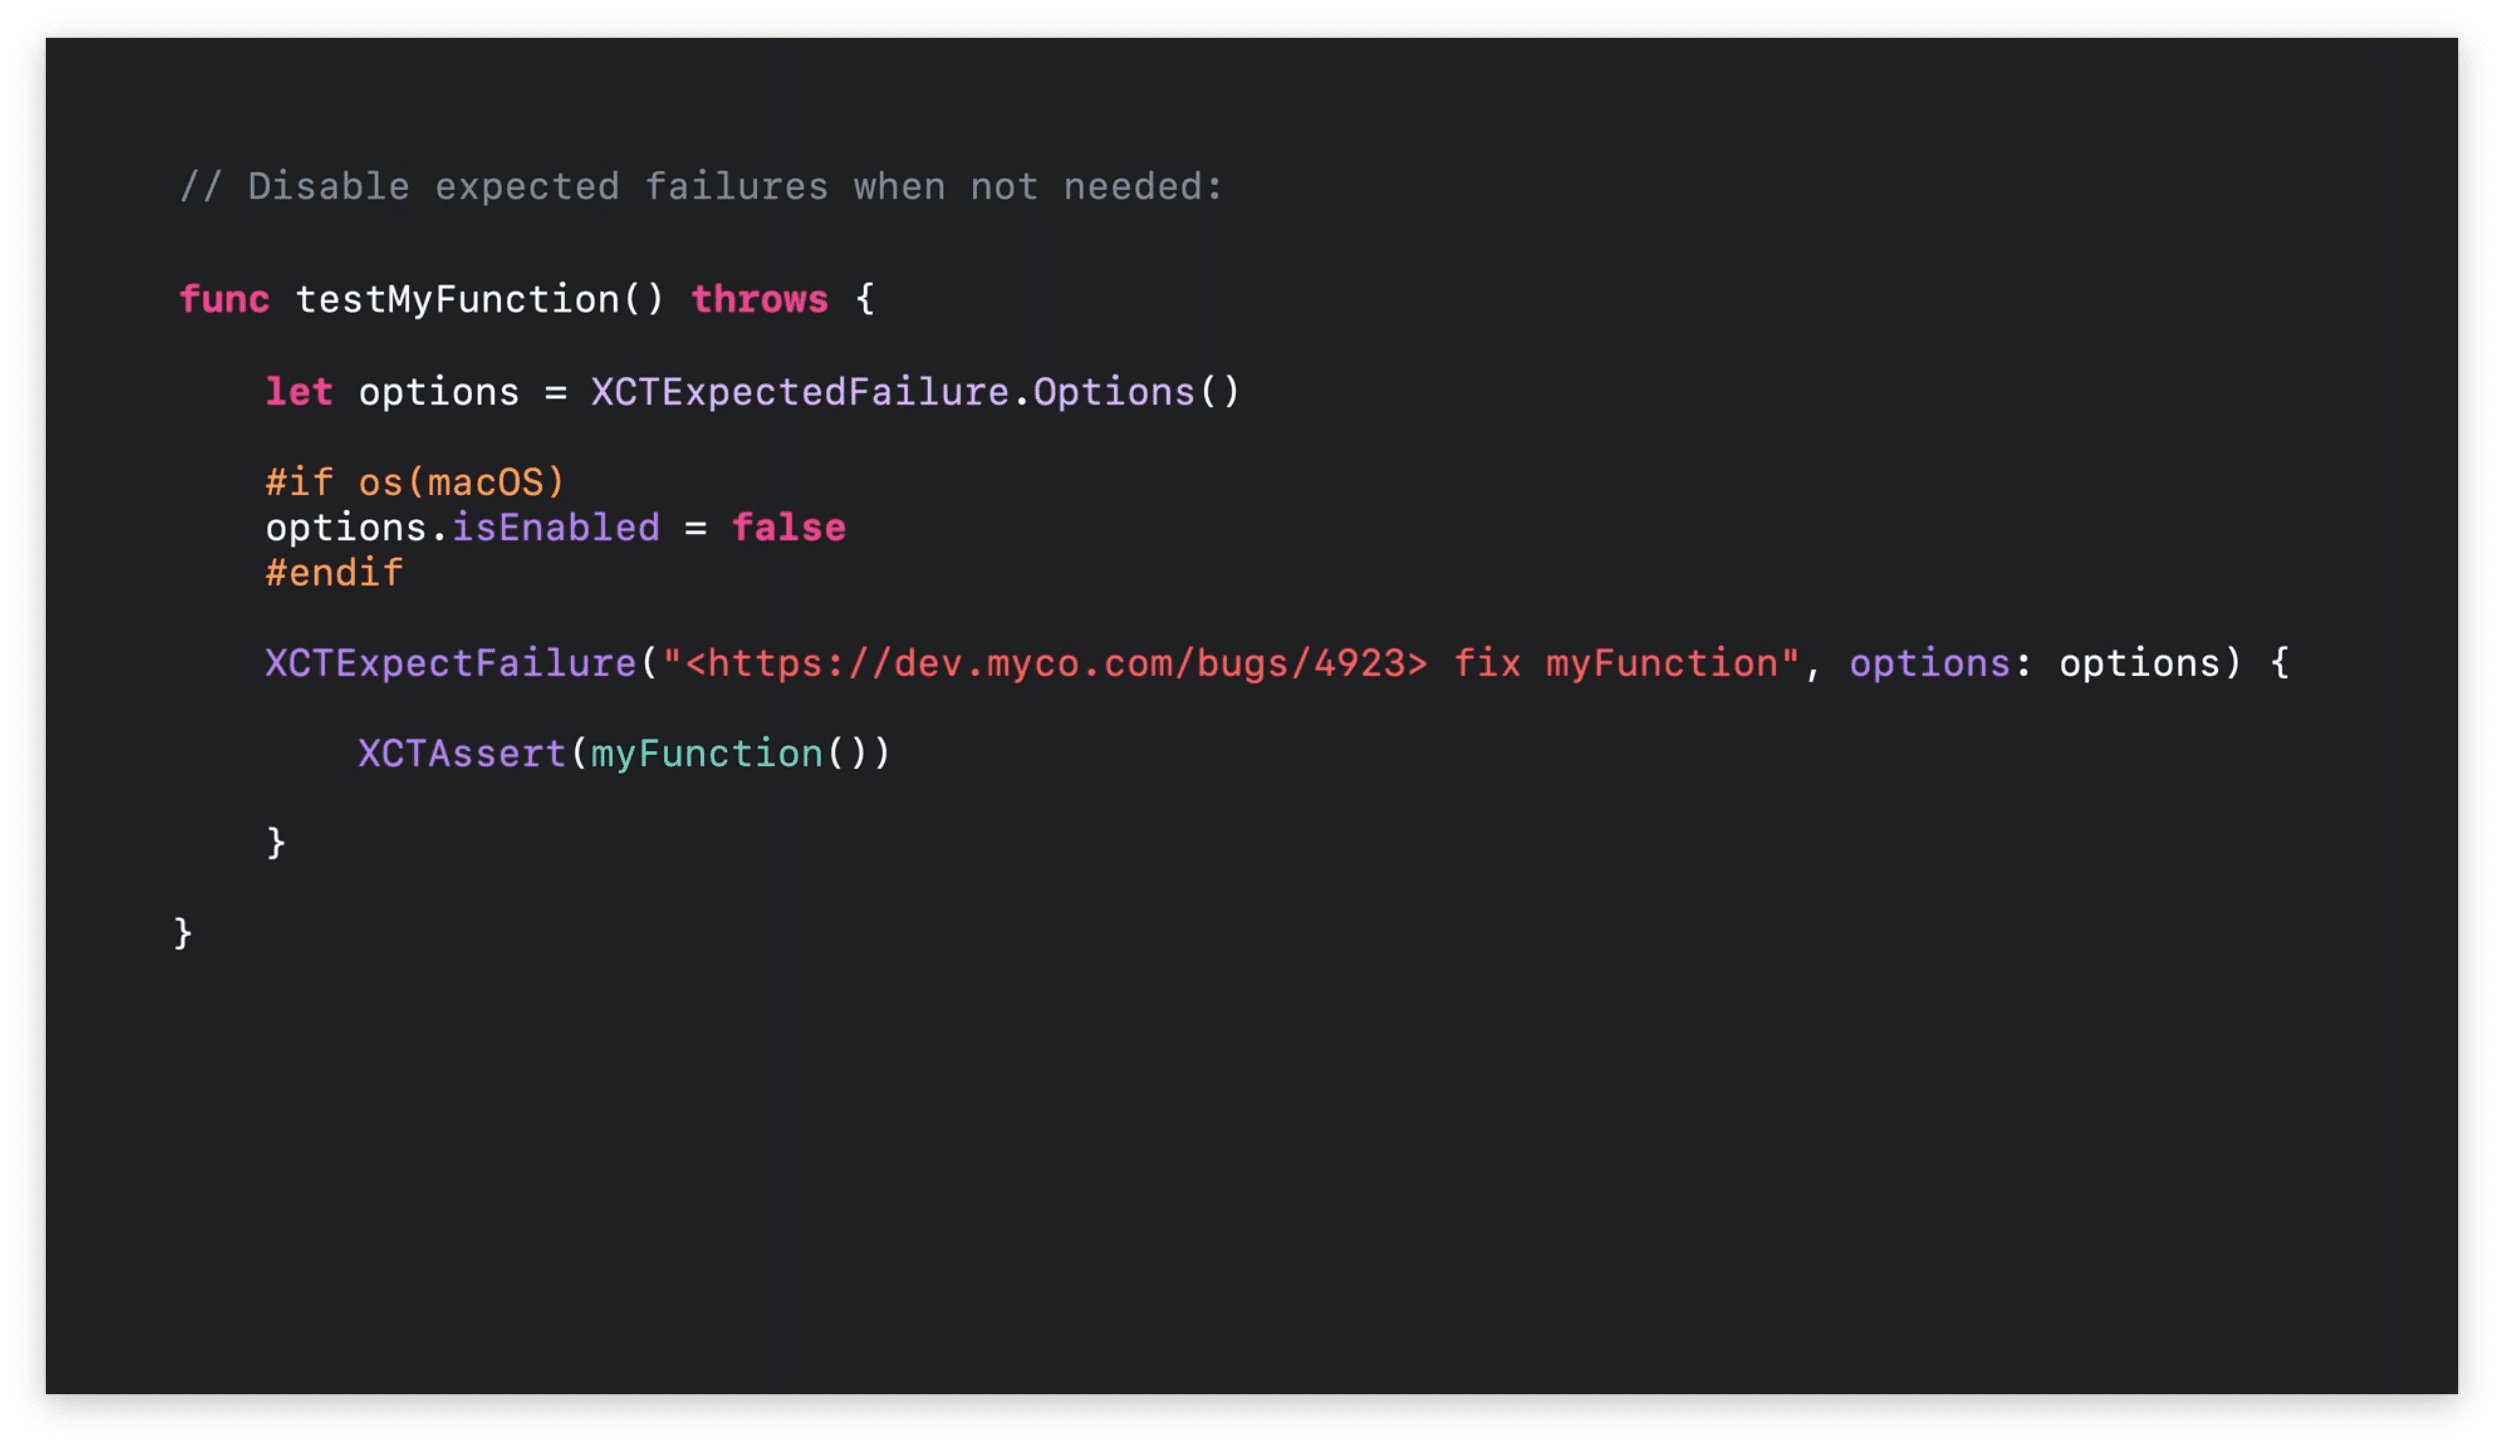 // Disable expected failures when not needed:
func testMyFunction() throws {
let options = XCTExpectedFailure.Options()
#if os(macOS)
options.isEnabled = false
#endif
XCTExpectFailure("<https://dev.myco.com/bugs/4923> fix myFunction", options: options) {
XCTAssert(myFunction())
}
}